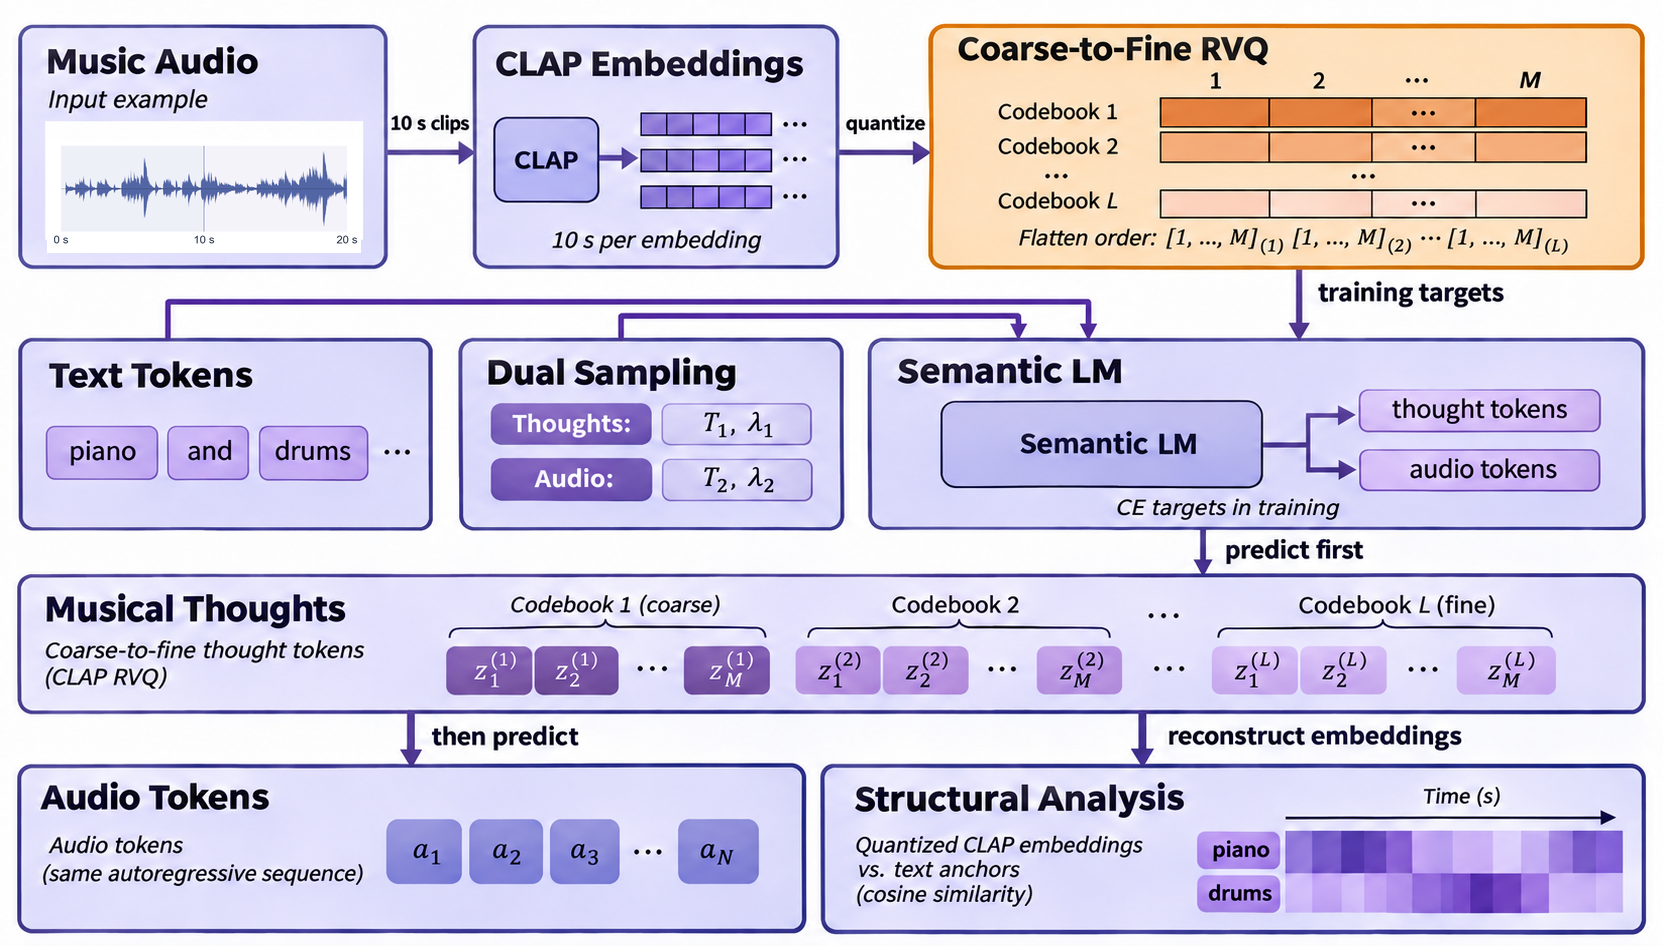 Music Audio
Input example
0 s 10 s 20 s
10 s clips
CLAP Embeddings
CLAP
...
...
...
10 s per embedding
quantize
Coarse-to-Fine RVQ
1 2 ... M
Codebook 1 ...
Codebook 2 ...
... ...
Codebook L ...
Flatten order: [1, ..., M](1) [1, ..., M](2) ... [1, ..., M](L)
training targets
Text Tokens
piano and drums ...
Dual Sampling
Thoughts: T₁, λ₁
Audio: T₂, λ₂
Semantic LM
Semantic LM
thought tokens
audio tokens
CE targets in training
predict first
Musical Thoughts
Coarse-to-fine thought tokens
(CLAP RVQ)
Codebook 1 (coarse) Codebook 2 ... Codebook L (fine)
z₁⁽¹⁾ z₂⁽¹⁾ ... z_M⁽¹⁾ z₁⁽²⁾ z₂⁽²⁾ ... z_M⁽²⁾ ... z₁^(L) z₂^(L) ... z_M^(L)
then predict
reconstruct embeddings
Audio Tokens
Audio tokens
(same autoregressive sequence)
a₁ a₂ a₃ ... a_N
Structural Analysis
Quantized CLAP embeddings
vs. text anchors
(cosine similarity)
Time (s)
piano
drums